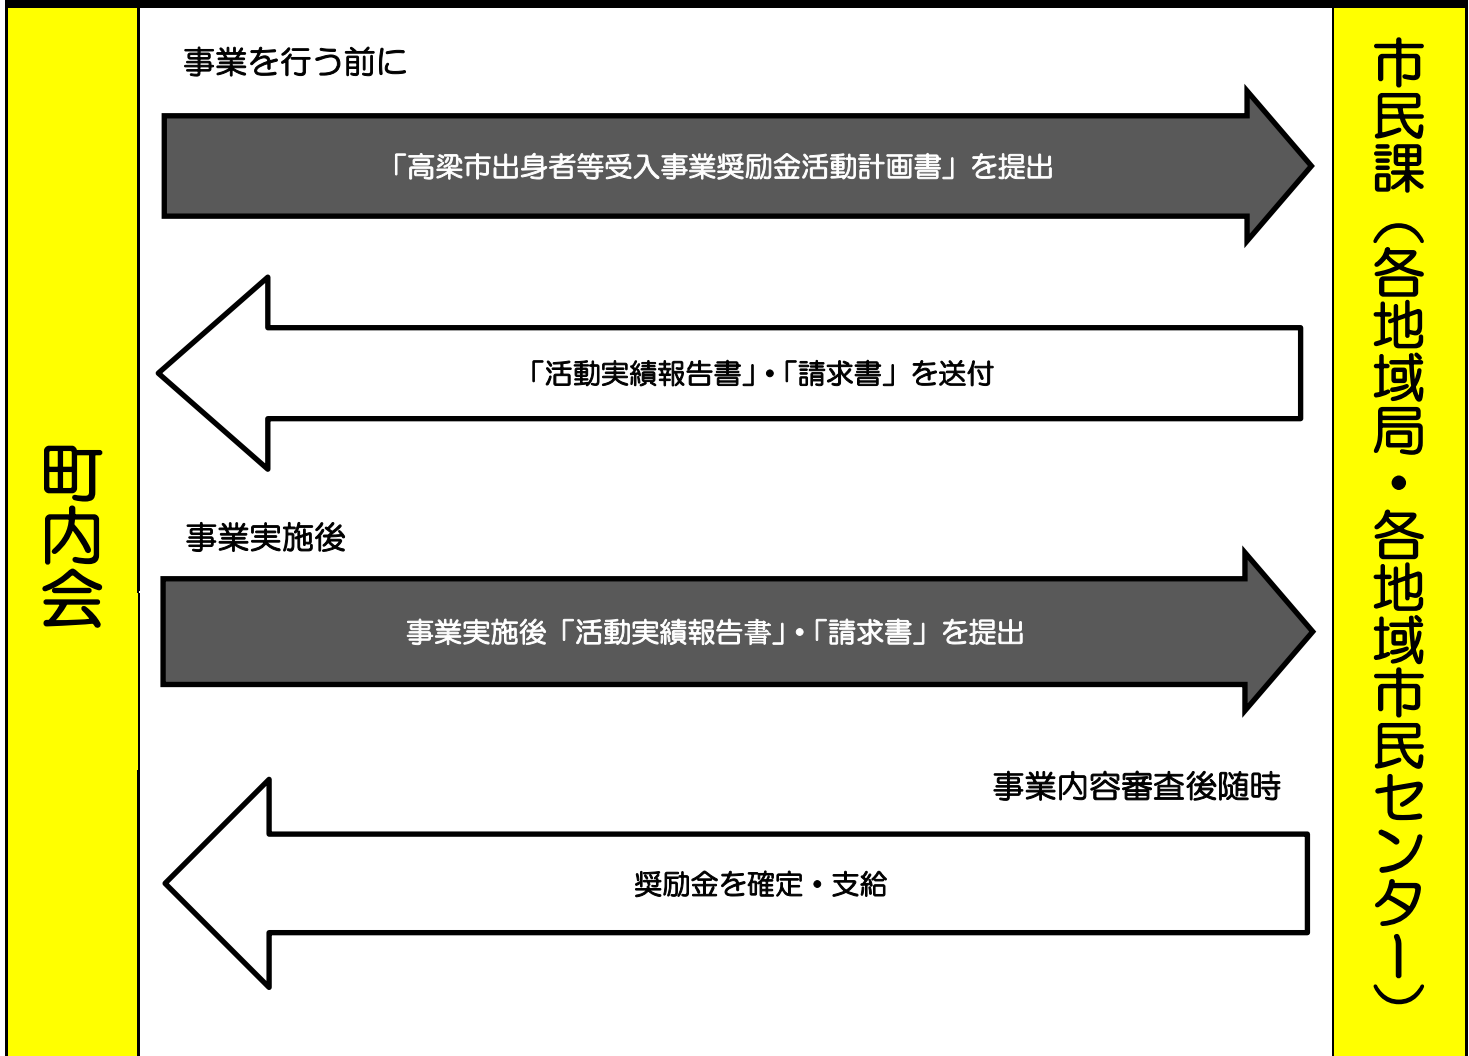 町内会
事業を行う前に
「高梁市出身者等受入事業奨励金活動計画書」を提出
「活動実績報告書」・「請求書」を送付
事業実施後
事業実施後「活動実績報告書」・「請求書」を提出
事業内容審査後随時
奨励金を確定・支給
市民課（各地域局・各地域市民センター）